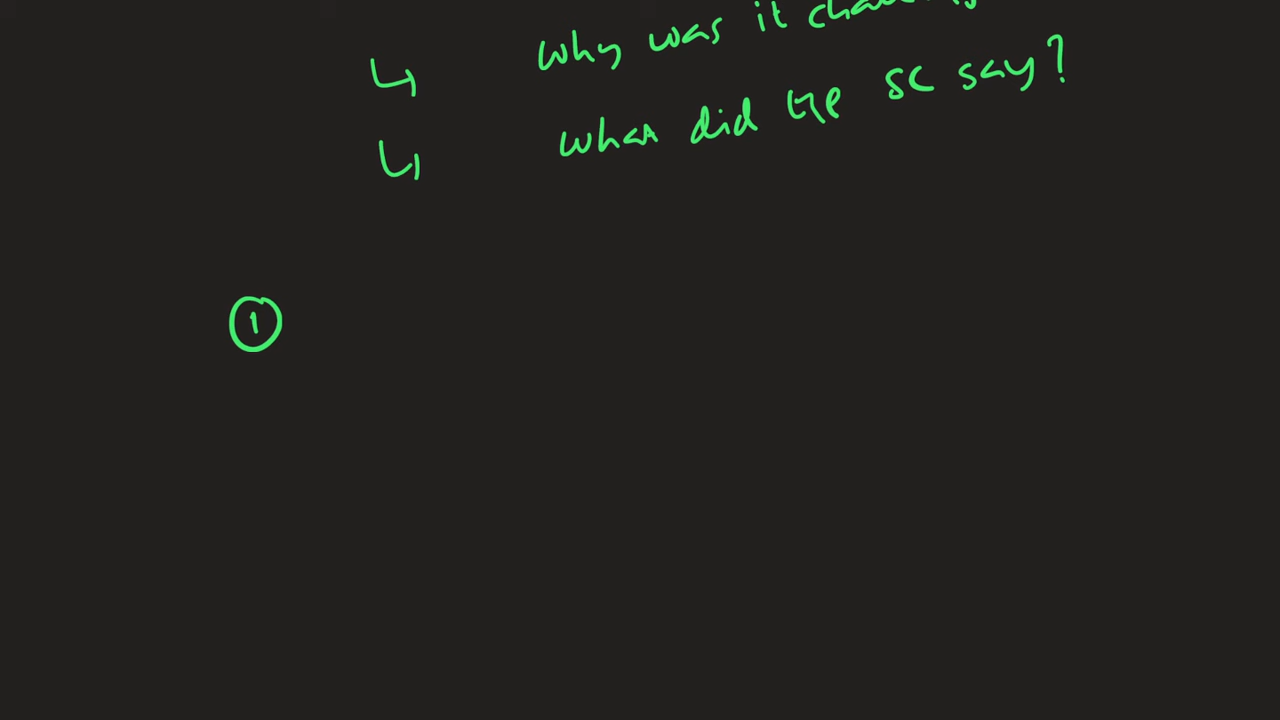 ↳ why was it
↳ what did the SC say?
①